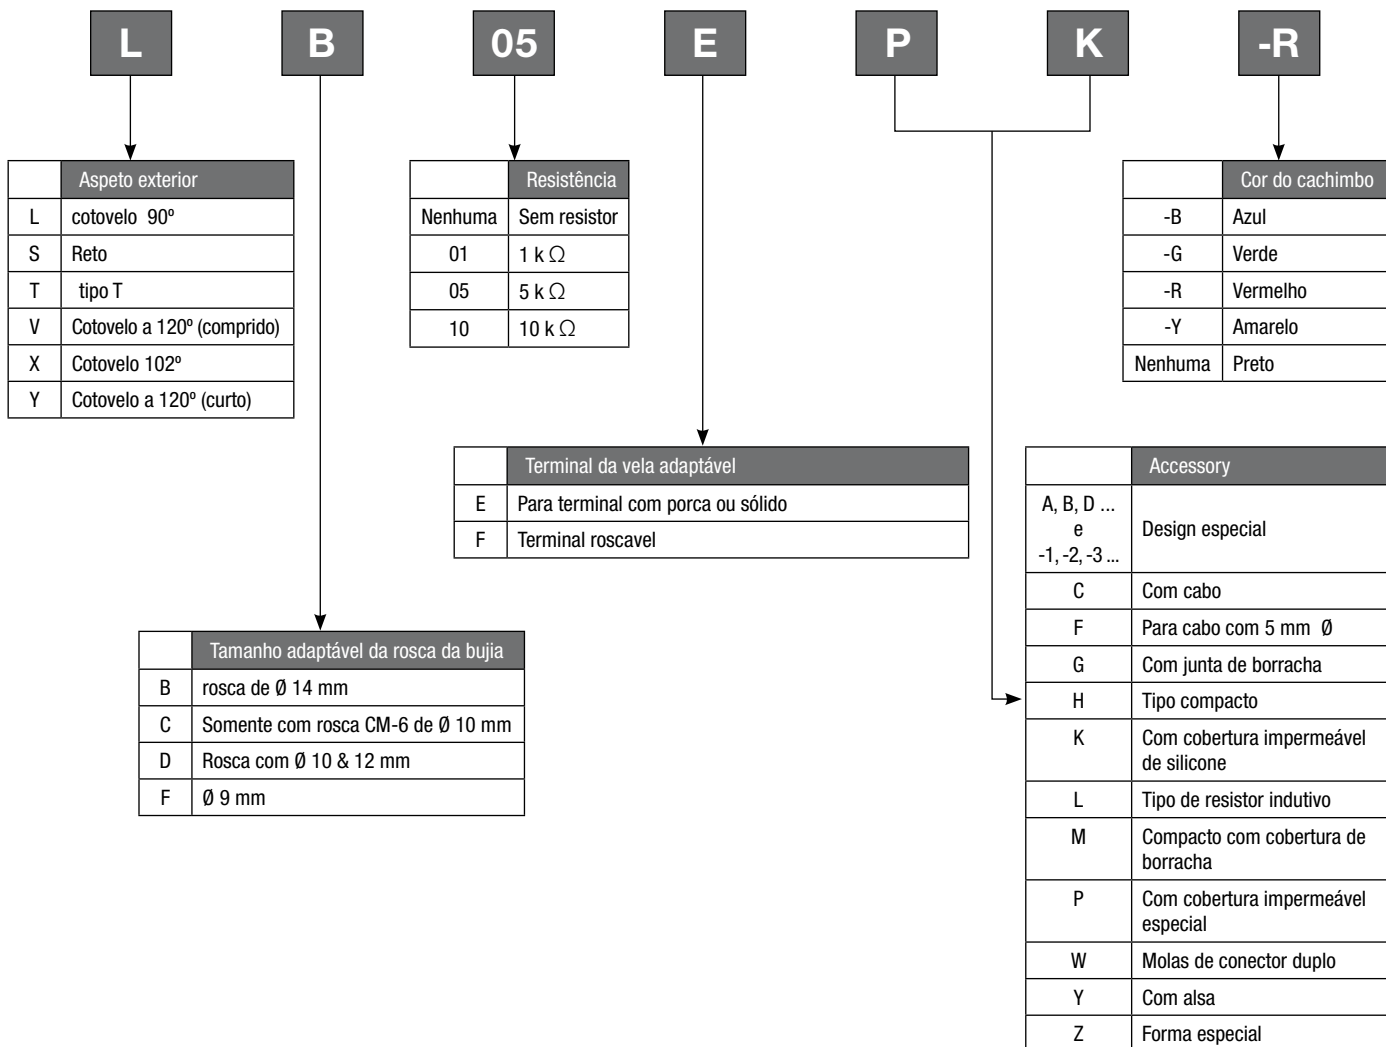 L B 05 E P K -R
Aspeto exterior
L cotovelo 90º
S Reto
T tipo T
V Cotovelo a 120º (comprido)
X Cotovelo 102º
Y Cotovelo a 120º (curto)
Resistência
Nenhuma Sem resistor
01 1 k Ω
05 5 k Ω
10 10 k Ω
Cor do cachimbo
-B Azul
-G Verde
-R Vermelho
-Y Amarelo
Nenhuma Preto
Terminal da vela adaptável
E Para terminal com porca ou sólido
F Terminal roscavel
Tamanho adaptável da rosca da bujia
B rosca de Ø 14 mm
C Somente com rosca CM-6 de Ø 10 mm
D Rosca com Ø 10 & 12 mm
F Ø 9 mm
Accessory
A, B, D ...
e
-1, -2, -3 ...
Design especial
C Com cabo
F Para cabo com 5 mm Ø
G Com junta de borracha
H Tipo compacto
K Com cobertura impermeável
de silicone
L Tipo de resistor indutivo
M Compacto com cobertura de
borracha
P Com cobertura impermeável
especial
W Molas de conector duplo
Y Com alsa
Z Forma especial